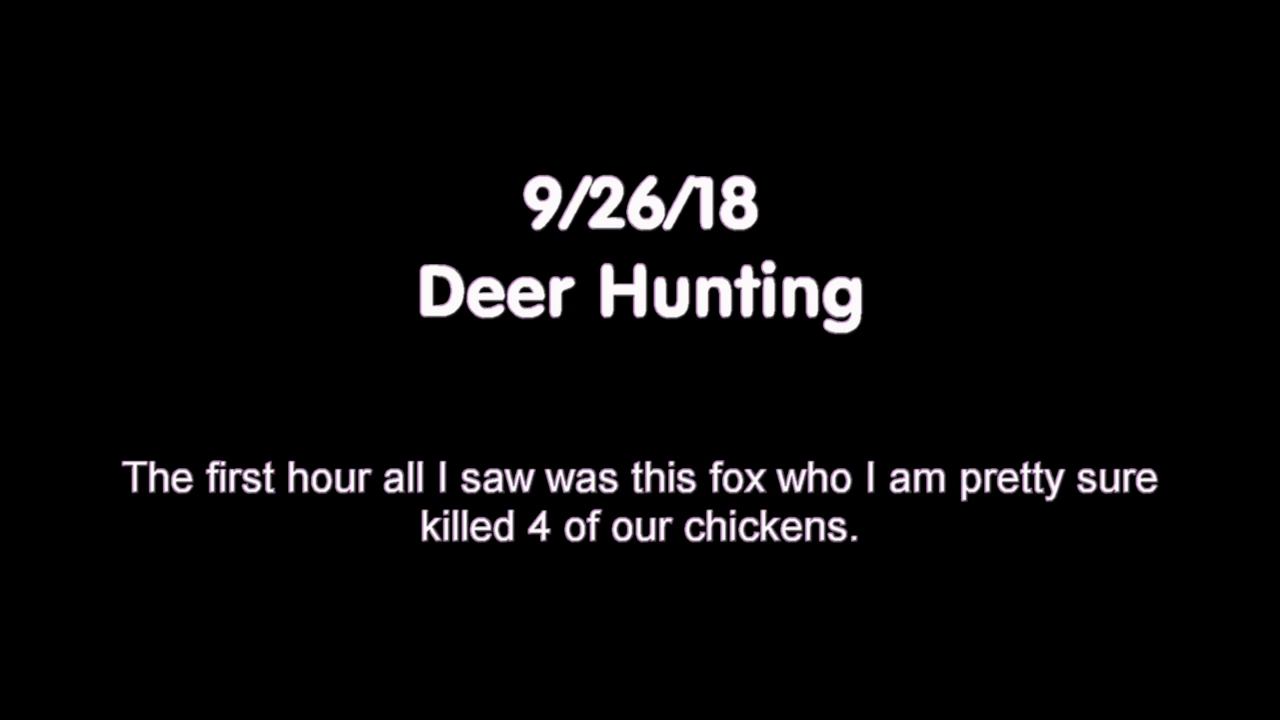 9/26/18
Deer Hunting
The first hour all I saw was this fox who I am pretty sure
killed 4 of our chickens.